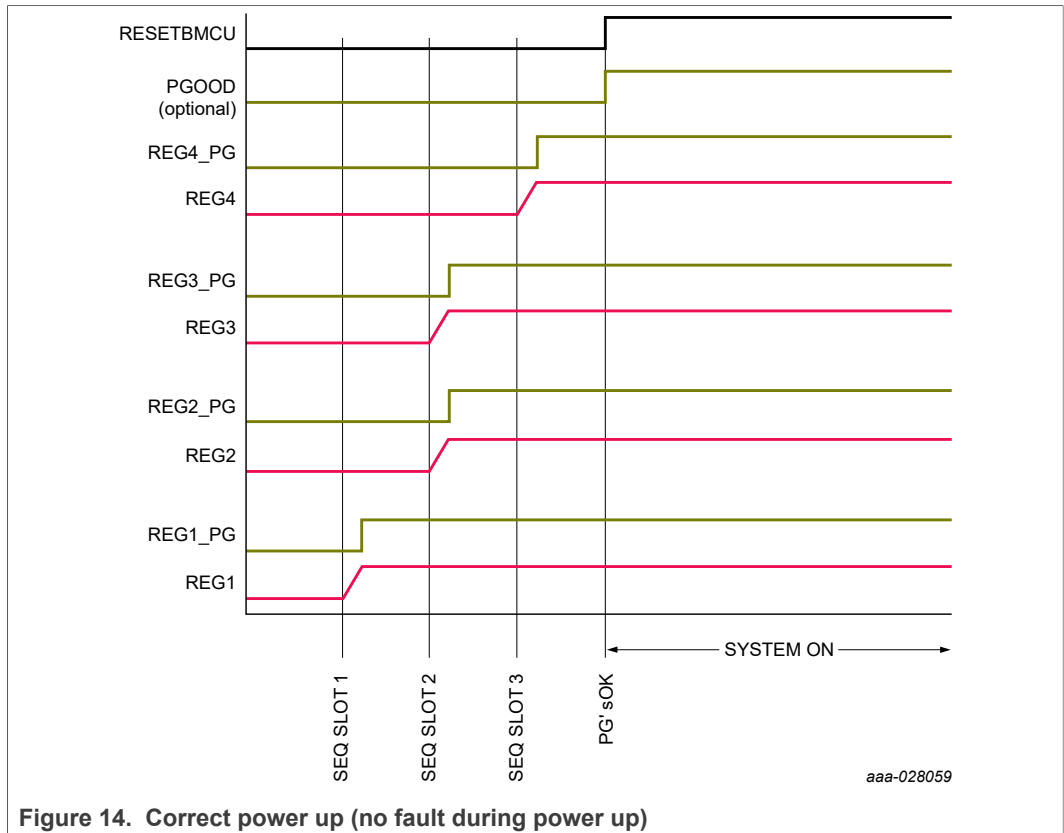 RESETBMCU
PGOOD
(optional)
REG4_PG
REG4
REG3_PG
REG3
REG2_PG
REG2
REG1_PG
REG1
SYSTEM ON
SEQ SLOT 1
SEQ SLOT 2
SEQ SLOT 3
PG' sOK
aaa-028059
Figure 14. Correct power up (no fault during power up)